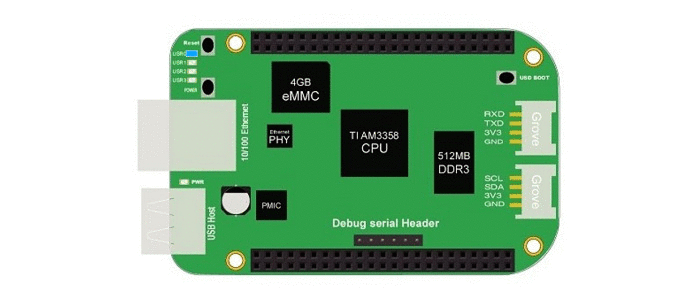 Reset
USR0
USR1
USR2
USR3
POWER
10/100 Ethernet
4GB
eMMC
Ethernet
PHY
TI AM3358
CPU
512MB
DDR3
USB BOOT
RXD
TXD
3V3
GND
Grove
SCL
SDA
3V3
GND
Grove
PWR
USB Host
PMIC
Debug serial Header